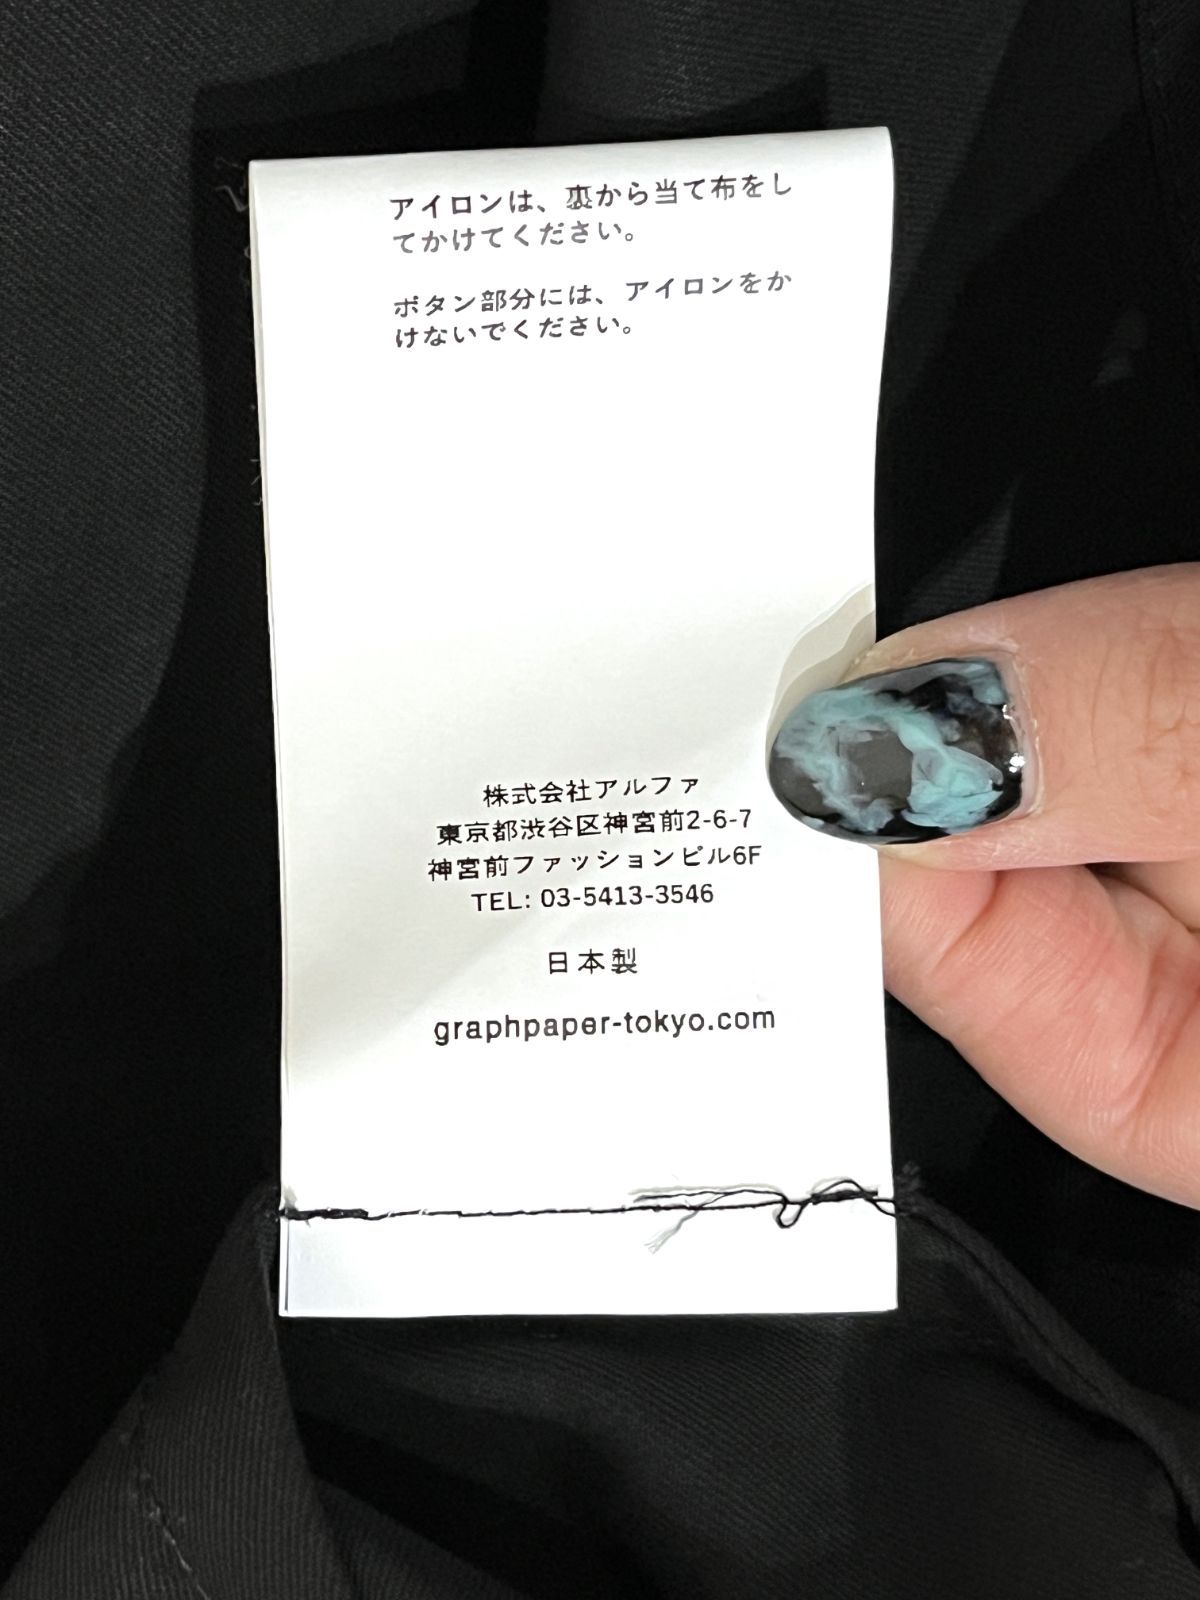 アイロンは、裏から当て布をし
てかけてください。
ボタン部分には、アイロンをか
けないでください。
株式会社アルファ
東京都渋谷区神宮前2-6-7
神宮前ファッションビル6F
TEL: 03-5413-3546
日本製
graphpaper-tokyo.com